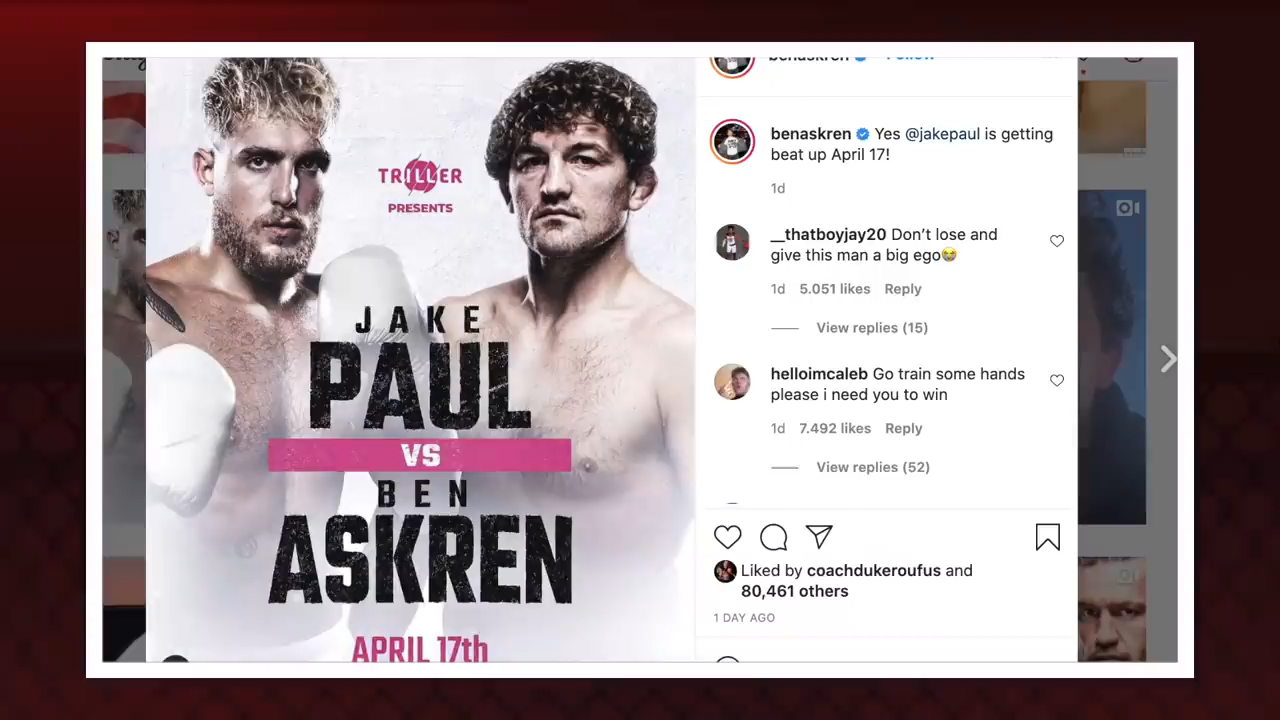 TRILLER
PRESENTS
JAKE
PAUL
VS
BEN
ASKREN
APRIL 17th
benaskren Follow
benaskren Yes @jakepaul is getting
beat up April 17!
1d
__thatboyjay20 Don’t lose and
give this man a big ego😭
1d 5.051 likes Reply
View replies (15)
helloimcaleb Go train some hands
please i need you to win
1d 7.492 likes Reply
View replies (52)
Liked by coachdukeroufus and
80,461 others
1 DAY AGO